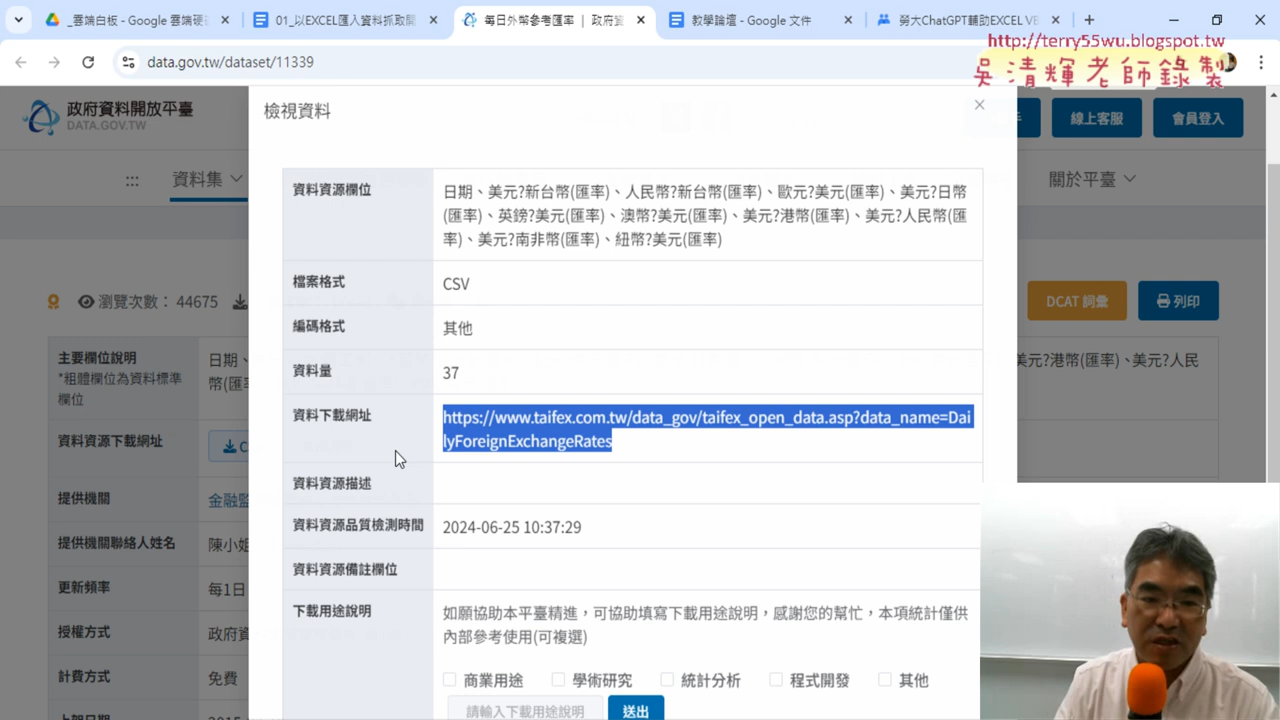 _雲端白板 - Google 雲端硬
01_以EXCEL匯入資料抓取開
每日外幣參考匯率 | 政府資
教學論壇 - Google 文件
勞大ChatGPT輔助EXCEL VB
data.gov.tw/dataset/11339
http://terry55wu.blogspot.tw
吳清輝老師錄製
政府資料開放平臺
DATA.GOV.TW
線上客服
會員登入
資料集
關於平臺
檢視資料
資料資源欄位
日期、美元?新台幣(匯率)、人民幣?新台幣(匯率)、歐元?美元(匯率)、美元?日幣
(匯率)、英鎊?美元(匯率)、澳幣?美元(匯率)、美元?港幣(匯率)、美元?人民幣(匯
率)、美元?南非幣(匯率)、紐幣?美元(匯率)
檔案格式
CSV
編碼格式
其他
資料量
37
資料下載網址
https://www.taifex.com.tw/data_gov/taifex_open_data.asp?data_name=Dai
lyForeignExchangeRates
資料資源描述
資料資源品質檢測時間
2024-06-25 10:37:29
資料資源備註欄位
下載用途說明
如願協助本平臺精進，可協助填寫下載用途說明，感謝您的幫忙，本項統計僅供
內部參考使用(可複選)
商業用途
學術研究
統計分析
程式開發
其他
請輸入下載用途說明
送出
瀏覽次數： 44675
DCAT 詞彙
列印
主要欄位說明
*粗體欄位為資料標準
欄位
日期、
幣(匯率
美元?港幣(匯率)、美元?人民
資料資源下載網址
C
提供機關
金融監
提供機關聯絡人姓名
陳小姐
更新頻率
每1日
授權方式
政府資
計費方式
免費